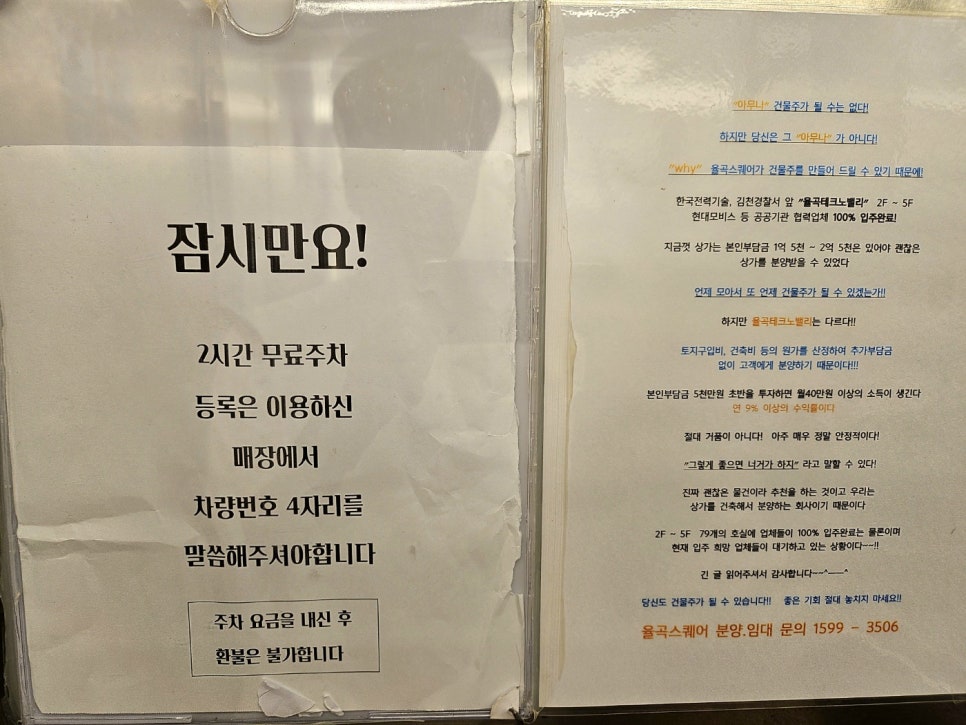 잠시만요!
2시간 무료주차
등록은 이용하신
매장에서
차량번호 4자리를
말씀해주셔야합니다
주차 요금을 내신 후
환불은 불가합니다
"아무나" 건물주가 될 수는 없다!
하지만 당신은 그 "아무나" 가 아니다!
"why" 율곡스퀘어가 건물주를 만들어 드릴 수 있기 때문에!
한국전력기술, 김천경찰서 앞 "율곡테크노밸리" 2F ~ 5F
현대모비스 등 공공기관 협력업체 100% 입주완료!
지금껏 상가는 본인부담금 1억 5천 ~ 2억 5천은 있어야 괜찮은
상가를 분양받을 수 있었다
언제 모아서 또 언제 건물주가 될 수 있겠는가!!
하지만 율곡테크노밸리는 다르다!!
토지구입비, 건축비 등의 원가를 산정하여 추가부담금
없이 고객에게 분양하기 때문이다!!!
본인부담금 5천만원 초반을 투자하면 월40만원 이상의 소득이 생긴다
연 9% 이상의 수익률이다
절대 거품이 아니다! 아주 매우 정말 안정적이다!
"그렇게 좋으면 너거가 하지" 라고 말할 수 있다!
진짜 괜찮은 물건이라 추천을 하는 것이고 우리는
상가를 건축해서 분양하는 회사이기 때문이다
2F ~ 5F 79개의 호실에 업체들이 100% 입주완료는 물론이며
현재 입주 희망 업체들이 대기하고 있는 상황이다~~!!
긴 글 읽어주셔서 감사합니다~~^---^
당신도 건물주가 될 수 있습니다!! 좋은 기회 절대 놓치지 마세요!!
율곡스퀘어 분양.임대 문의 1599 - 3506